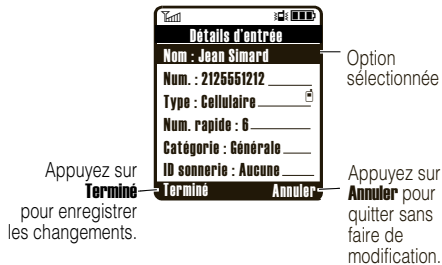 Détails d'entrée
Nom : Jean Simard
Option
sélectionnée
Num. : 2125551212
Type : Cellulaire
Num. rapide : 6
Catégorie : Générale
ID sonnerie : Aucune
Terminé
Annuler
Appuyez sur
Terminé
pour enregistrer
les changements.
Appuyez sur
Annuler pour
quitter sans
faire de
modification.